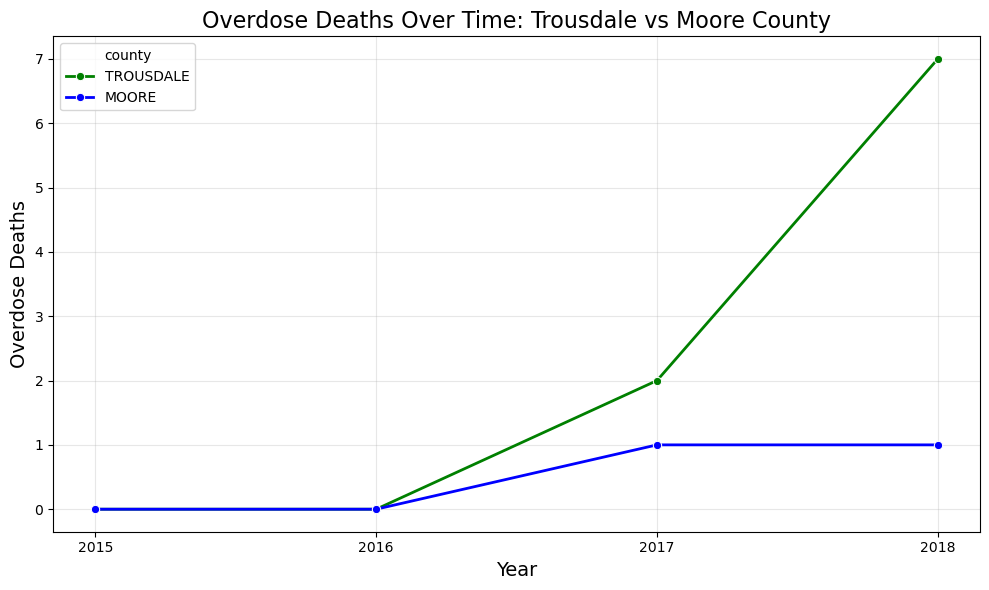 Overdose Deaths Over Time: Trousdale vs Moore County
county
TROUSDALE
MOORE
Overdose Deaths
7
6
5
4
3
2
1
0
2015 2016 2017 2018
Year